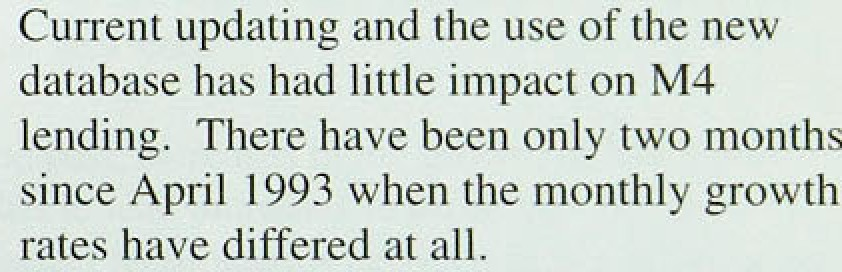 Current updating and the use of the new
database has had little impact on M4
lending. There have been only two months
since April 1993 when the monthly growth
rates have differed at all.